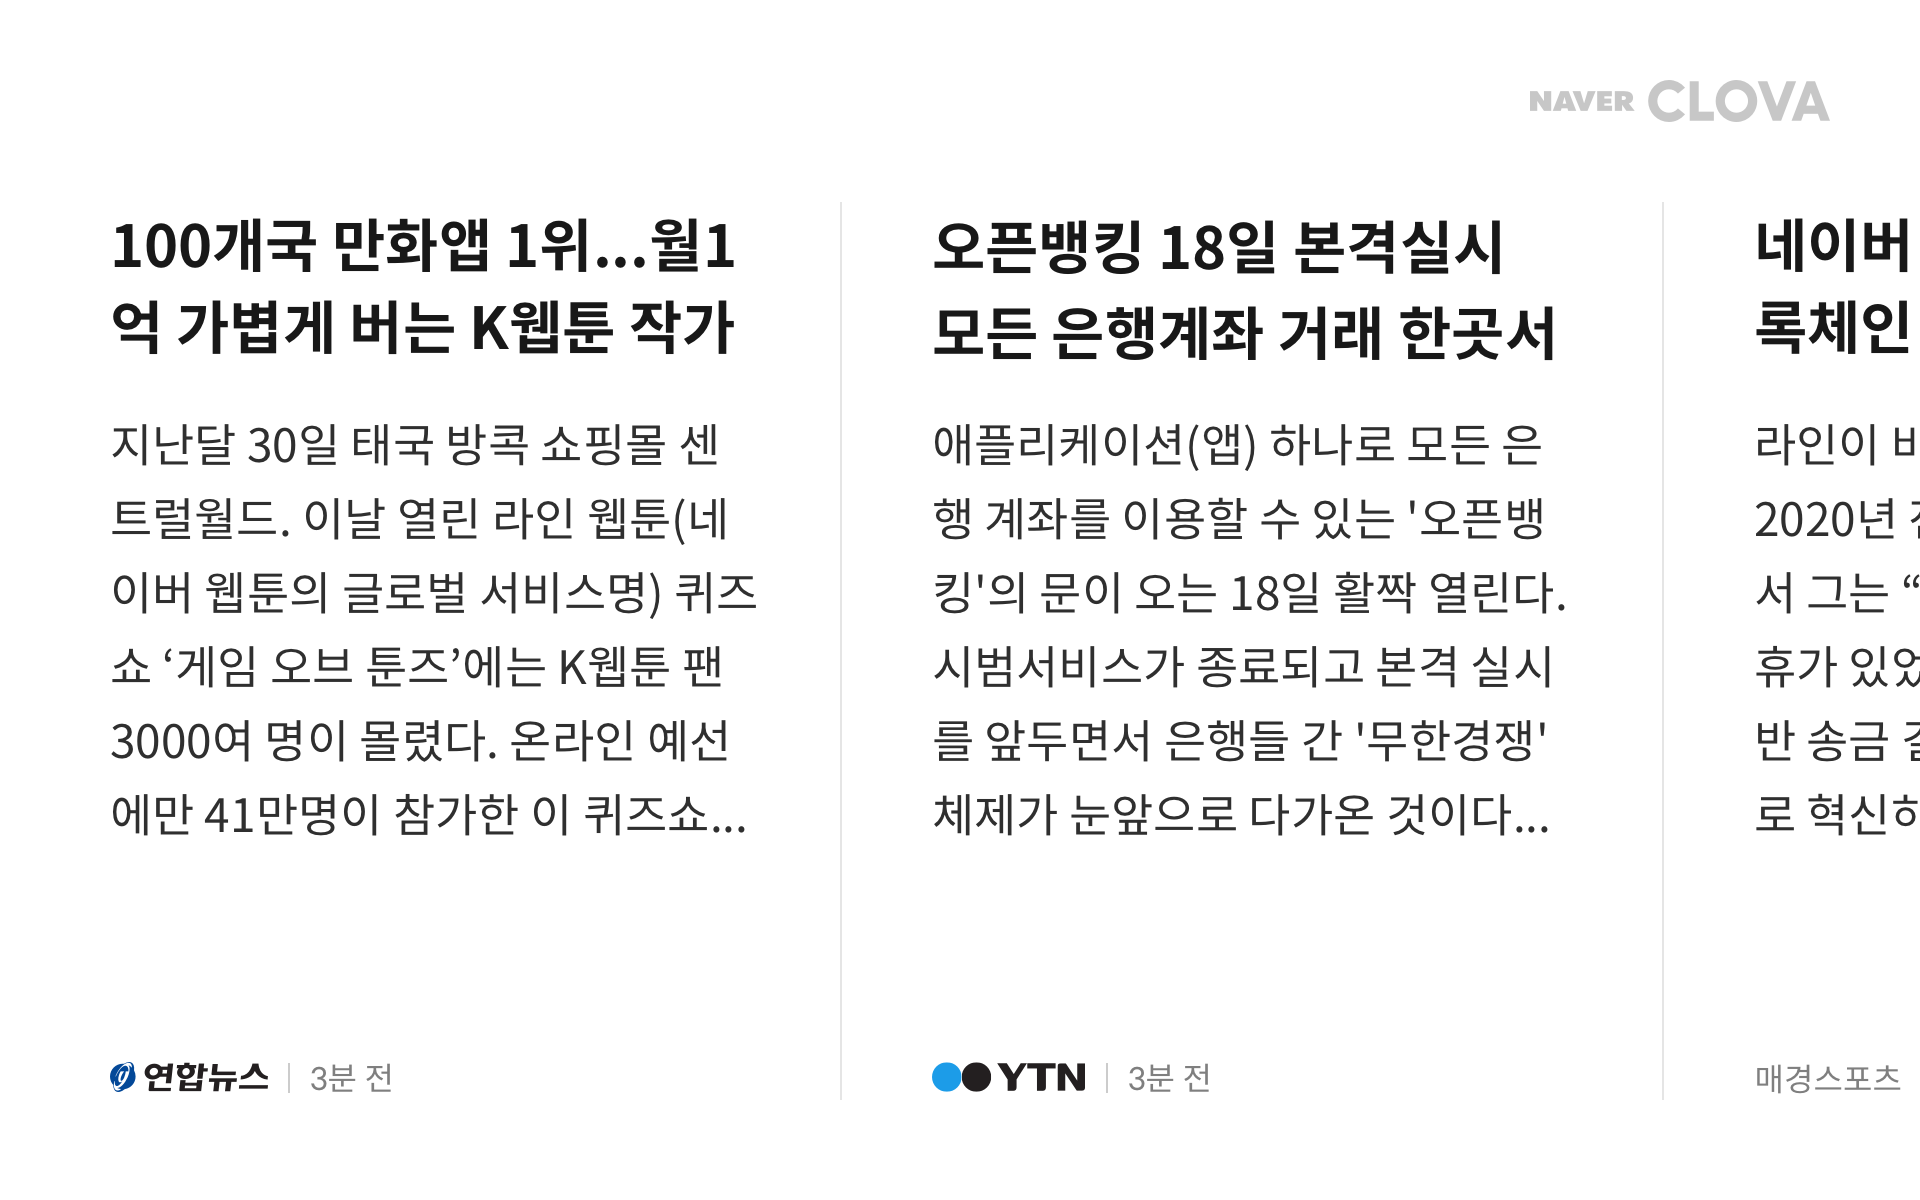 NAVER CLOVA
100개국 만화앱 1위...월1
억 가볍게 버는 K웹툰 작가
지난달 30일 태국 방콕 쇼핑몰 센
트럴월드. 이날 열린 라인 웹툰(네
이버 웹툰의 글로벌 서비스명) 퀴즈
쇼 ‘게임 오브 툰즈’에는 K웹툰 팬
3000여 명이 몰렸다. 온라인 예선
에만 41만명이 참가한 이 퀴즈쇼...
연합뉴스 | 3분 전
오픈뱅킹 18일 본격실시
모든 은행계좌 거래 한곳서
애플리케이션(앱) 하나로 모든 은
행 계좌를 이용할 수 있는 '오픈뱅
킹'의 문이 오는 18일 활짝 열린다.
시범서비스가 종료되고 본격 실시
를 앞두면서 은행들 간 '무한경쟁'
체제가 눈앞으로 다가온 것이다...
YTN | 3분 전
네이버
록체인
라인이
2020년
서 그는 “
휴가
반 송금
로
매경스포츠